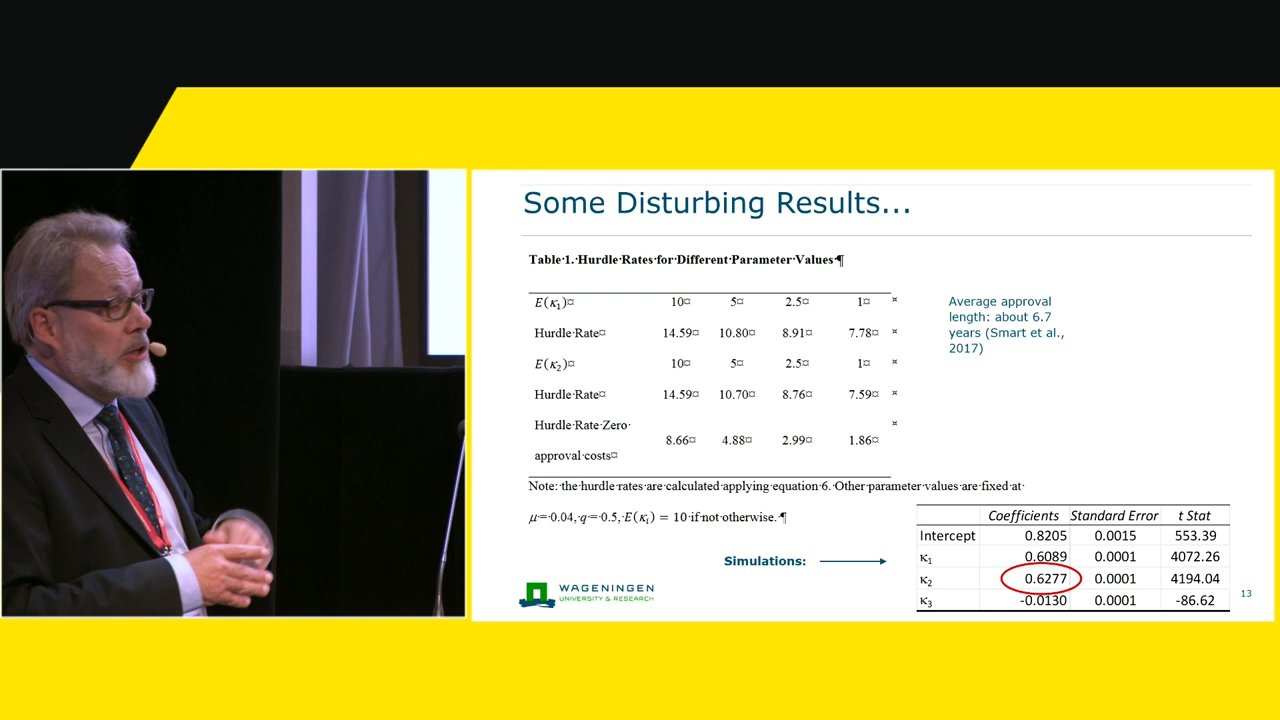 Some Disturbing Results...
Table·1.·Hurdle·Rates·for·Different·Parameter·Values¶
E(κ₁)¤ 10¤ 5¤ 2.5¤ 1¤ ¤
Hurdle·Rate¤ 14.59¤ 10.80¤ 8.91¤ 7.78¤ ¤
E(κ₂)¤ 10¤ 5¤ 2.5¤ 1¤ ¤
Hurdle·Rate¤ 14.59¤ 10.70¤ 8.76¤ 7.59¤ ¤
Hurdle·Rate·Zero·
approval·costs¤ 8.66¤ 4.88¤ 2.99¤ 1.86¤ ¤
Note:·the·hurdle·rates·are·calculated·applying·equation·6.·Other·parameter·values·are·fixed·at·
μ·=·0.04,·q·=·0.5,·E(κᵢ) = 10·if·not·otherwise.·¶
Average approval
length: about 6.7
years (Smart et al.,
2017)
Simulations:
Coefficients Standard Error t Stat
Intercept 0.8205 0.0015 553.39
κ₁ 0.6089 0.0001 4072.26
κ₂ 0.6277 0.0001 4194.04
κ₃ -0.0130 0.0001 -86.62
WAGENINGEN
UNIVERSITY & RESEARCH
13